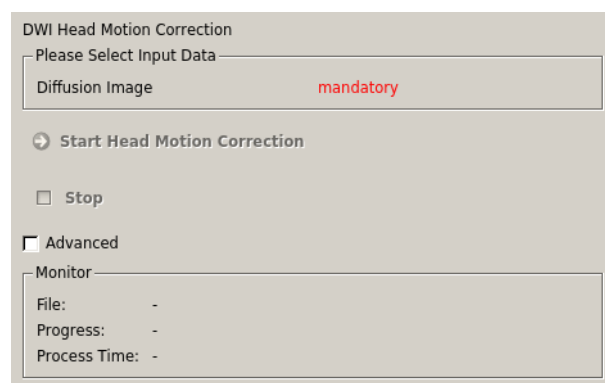 DWI Head Motion Correction
Please Select Input Data
Diffusion Image mandatory
Start Head Motion Correction
Stop
Advanced
Monitor
File: -
Progress: -
Process Time: -